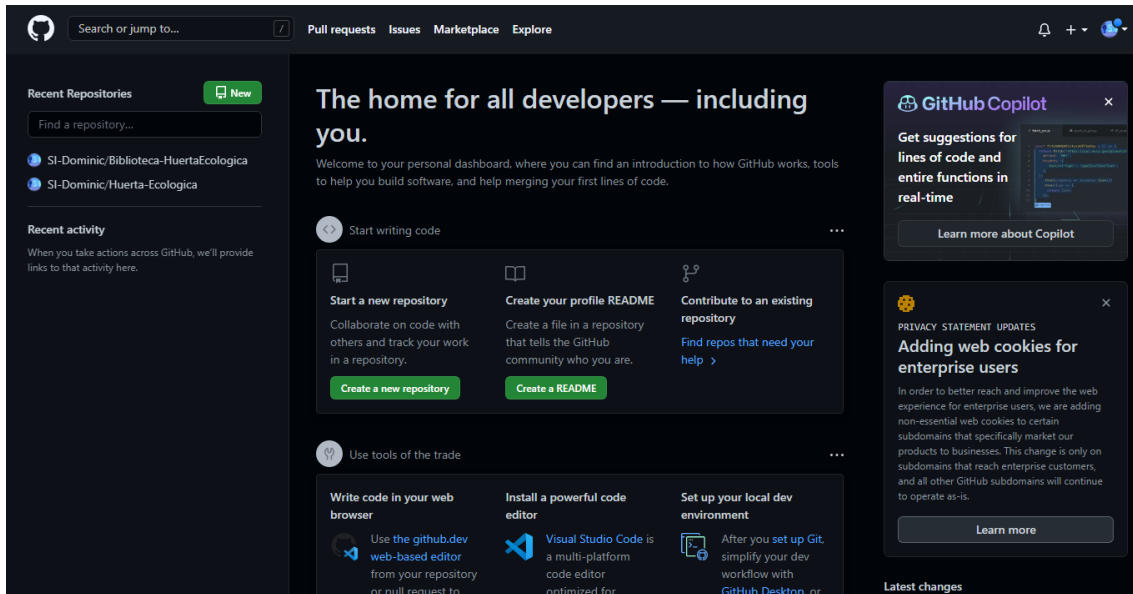 Search or jump to...
/
Pull requests Issues Marketplace Explore
Recent Repositories
New
Find a repository...
SI-Dominic/Biblioteca-HuertaEcologica
SI-Dominic/Huerta-Ecologica
Recent activity
When you take actions across GitHub, we'll provide
links to that activity here.
The home for all developers — including
you.
Welcome to your personal dashboard, where you can find an introduction to how GitHub works, tools
to help you build software, and help merging your first lines of code.
Start writing code
Start a new repository
Collaborate on code with
others and track your work
in a repository.
Create a new repository
Create your profile README
Create a file in a repository
that tells the GitHub
community who you are.
Create a README
Contribute to an existing
repository
Find repos that need your
help >
Use tools of the trade
Write code in your web
browser
Use the github.dev
web-based editor
from your repository
or pull request to
Install a powerful code
editor
Visual Studio Code is
a multi-platform
code editor
optimized for
Set up your local dev
environment
After you set up Git,
simplify your dev
workflow with
GitHub Desktop, or
GitHub Copilot
Get suggestions for
lines of code and
entire functions in
real-time
Learn more about Copilot
PRIVACY STATEMENT UPDATES
Adding web cookies for
enterprise users
In order to better reach and improve the web
experience for enterprise users, we are adding
non-essential web cookies to certain
subdomains that specifically market our
products to businesses. This change is only on
subdomains that reach enterprise customers,
and all other GitHub subdomains will continue
to operate as-is.
Learn more
Latest changes